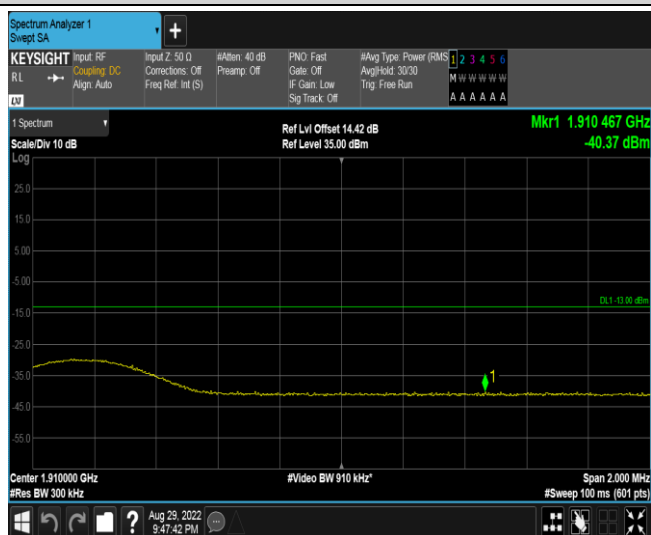 Spectrum Analyzer 1
Swept SA
+
KEYSIGHT Input: RF Input Z: 50 Ω #Atten: 40 dB PNO: Fast #Avg Type: Power (RMS 1 2 3 4 5 6
RL Coupling: DC Corrections: Off Preamp: Off Gate: Off Avg|Hold: 30/30 M W W W W W
Align: Auto Freq Ref: Int (S) IF Gain: Low Trig: Free Run
Sig Track: Off A A A A A A
LXI
1 Spectrum Ref Lvl Offset 14.42 dB Mkr1 1.910 467 GHz
Scale/Div 10 dB Ref Level 35.00 dBm -40.37 dBm
Log
25.0
15.0
5.00
-5.00
DL1 -13.00 dBm
-15.0
-25.0
-35.0
1
-45.0
-55.0
Center 1.910000 GHz #Video BW 910 kHz* Span 2.000 MHz
#Res BW 300 kHz #Sweep 100 ms (601 pts)
? Aug 29, 2022
9:47:42 PM